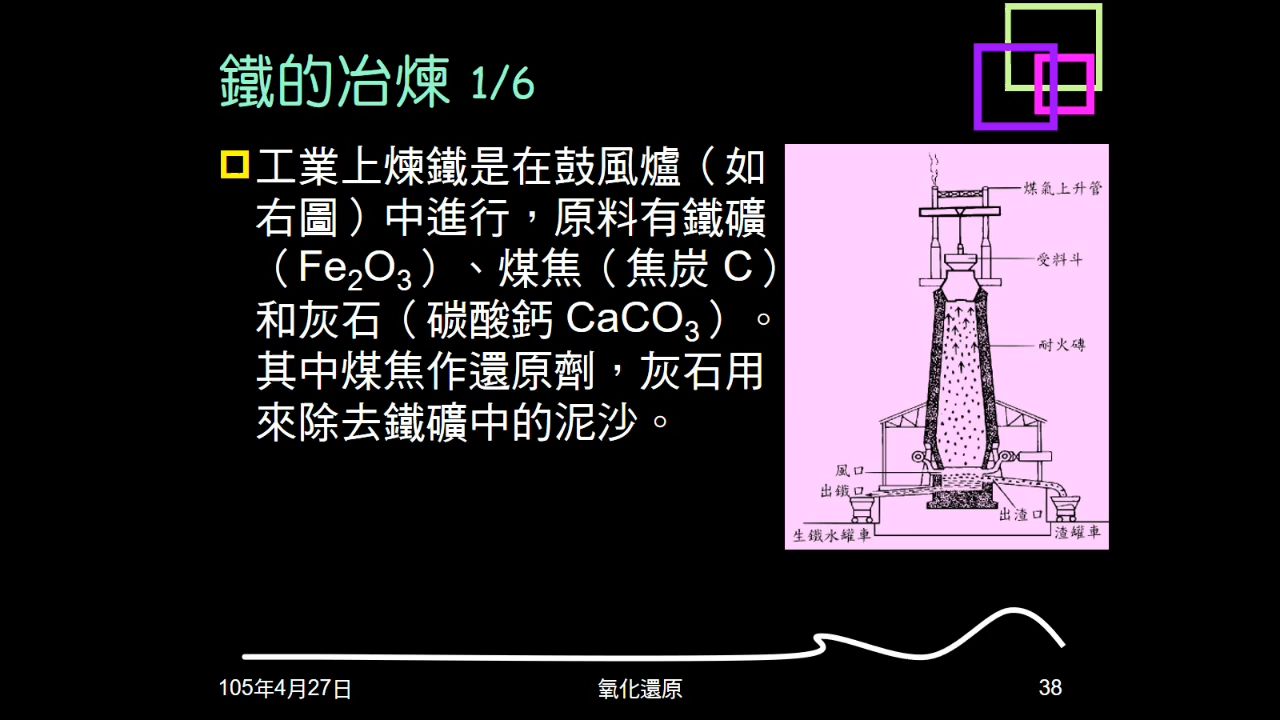 鐵的冶煉 1/6
工業上煉鐵是在鼓風爐（如
右圖）中進行，原料有鐵礦
（Fe₂O₃）、煤焦（焦炭 C）
和灰石（碳酸鈣 CaCO₃）。
其中煤焦作還原劑，灰石用
來除去鐵礦中的泥沙。
煤氣上升管
受料斗
耐火磚
風口
出鐵口
出渣口
生鐵水罐車
渣罐車
105年4月27日
氧化還原
38